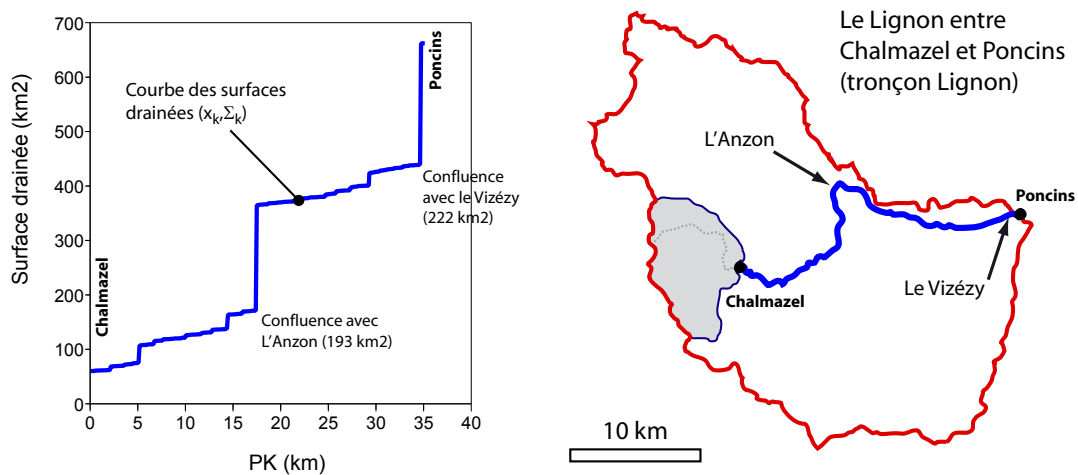 Surface drainée (km2)
700
600
500
400
300
200
100
0
0
5
10
15
20
25
30
35
40
PK (km)
Chalmazel
Poncins
Courbe des surfaces
drainées (xk,Σk)
Confluence
avec le Vizézy
(222 km2)
Confluence avec
L'Anzon (193 km2)
Le Lignon entre
Chalmazel et Poncins
(tronçon Lignon)
L'Anzon
Poncins
Chalmazel
Le Vizézy
10 km